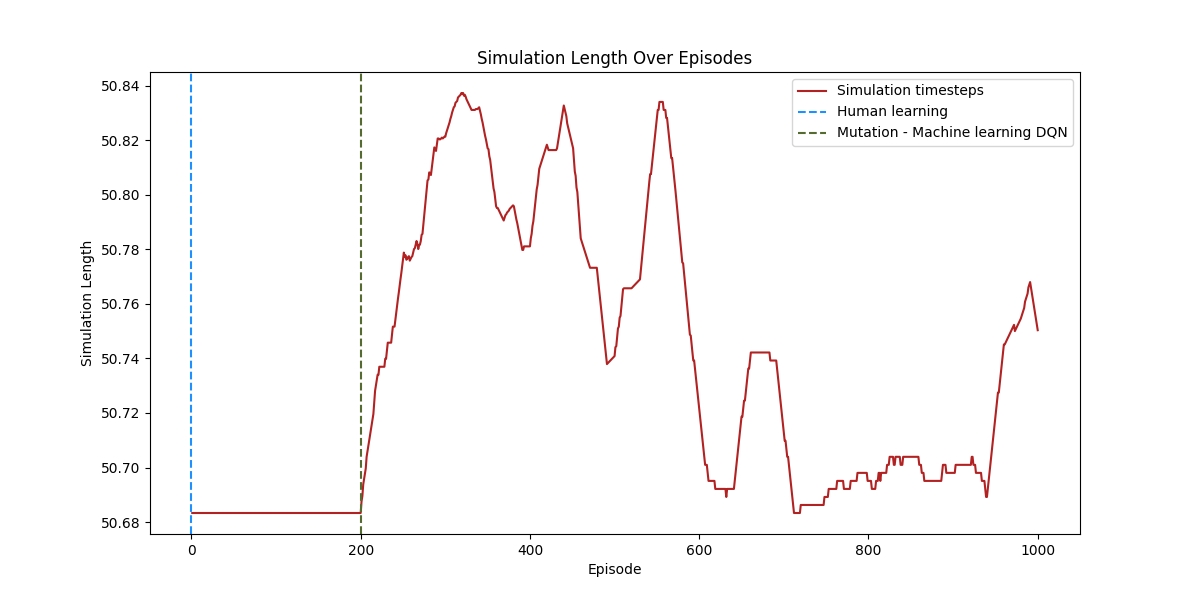 Simulation Length Over Episodes
Simulation timesteps
Human learning
Mutation - Machine learning DQN
Simulation Length
50.84
50.82
50.80
50.78
50.76
50.74
50.72
50.70
50.68
0 200 400 600 800 1000
Episode